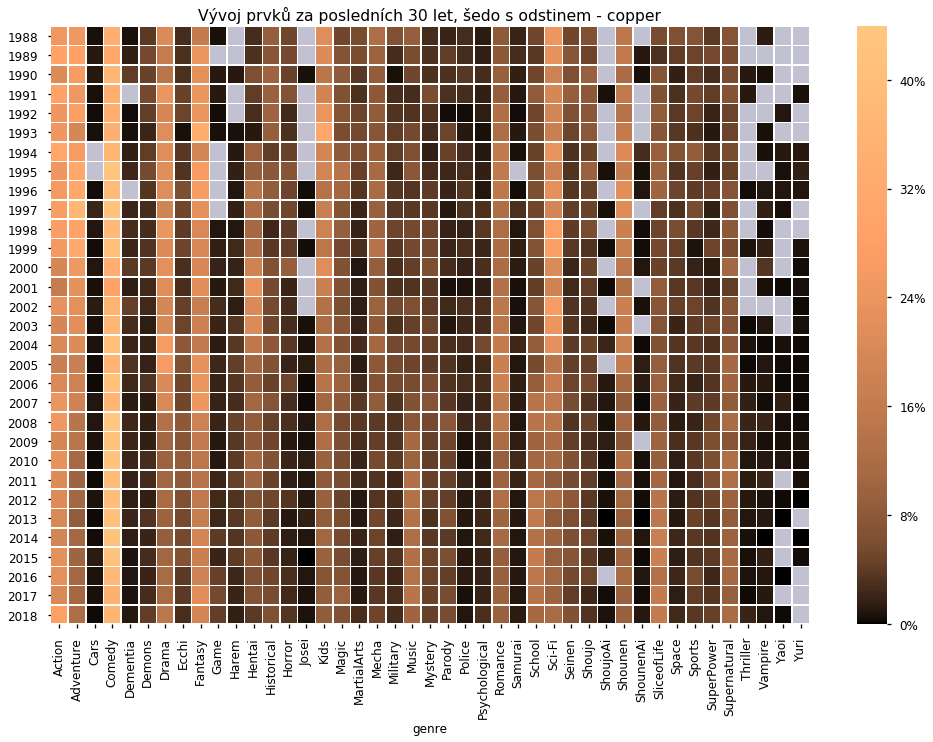 Vývoj prvků za posledních 30 let, šedo s odstinem - copper
1988
1989
1990
1991
1992
1993
1994
1995
1996
1997
1998
1999
2000
2001
2002
2003
2004
2005
2006
2007
2008
2009
2010
2011
2012
2013
2014
2015
2016
2017
2018
40%
32%
24%
16%
8%
0%
Action
Adventure
Cars
Comedy
Dementia
Demons
Drama
Ecchi
Fantasy
Game
Harem
Hentai
Historical
Horror
Josei
Kids
Magic
MartialArts
Mecha
Military
Music
Mystery
Parody
Police
Psychological
Romance
Samurai
School
Sci-Fi
Seinen
Shoujo
ShoujoAi
Shounen
ShounenAi
SliceofLife
Space
Sports
SuperPower
Supernatural
Thriller
Vampire
Yaoi
Yuri
genre